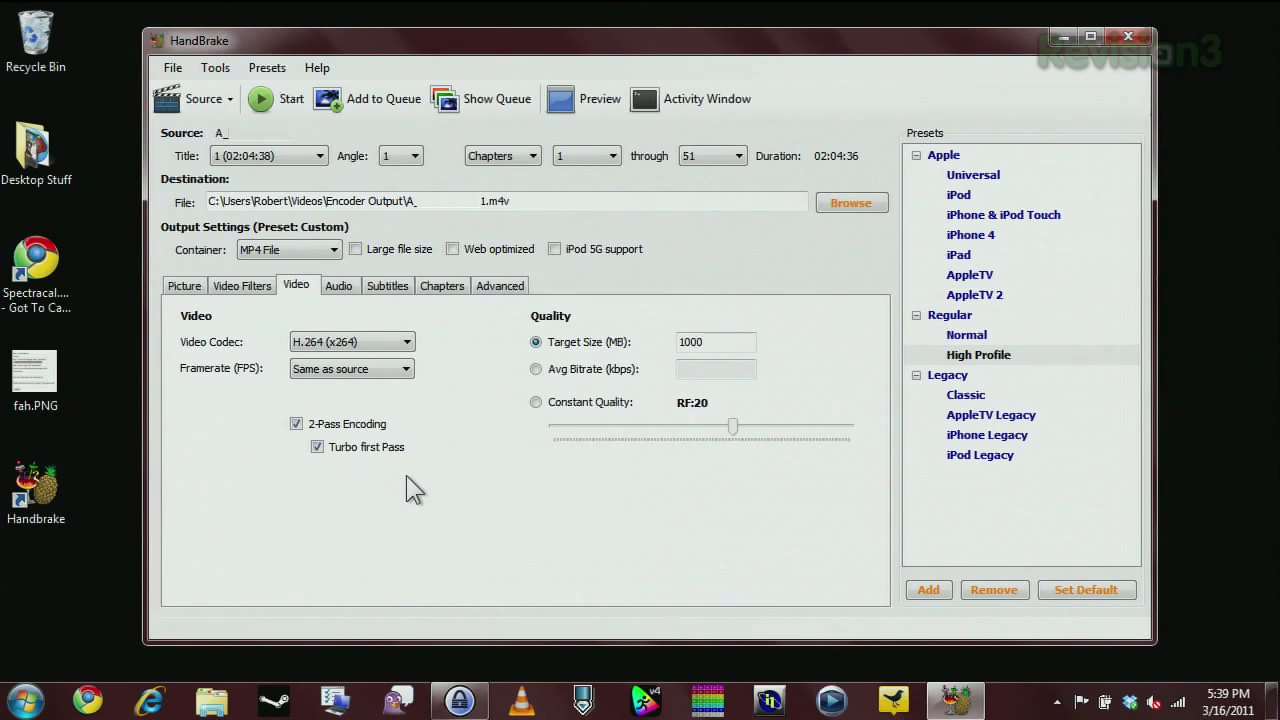 Recycle Bin
Desktop Stuff
Spectracal....
- Got To Ca...
fah.PNG
Handbrake
HandBrake
Revision3
File Tools Presets Help
Source Start Add to Queue Show Queue Preview Activity Window
Source: A_
Title: 1 (02:04:38) Angle: 1 Chapters 1 through 51 Duration: 02:04:36
Destination:
File: C:\Users\Robert\Videos\Encoder Output\A_ 1.m4v Browse
Output Settings (Preset: Custom)
Container: MP4 File Large file size Web optimized iPod 5G support
Picture Video Filters Video Audio Subtitles Chapters Advanced
Video
Video Codec: H.264 (x264)
Framerate (FPS): Same as source
2-Pass Encoding
Turbo first Pass
Quality
Target Size (MB): 1000
Avg Bitrate (kbps):
Constant Quality: RF:20
Presets
Apple
Universal
iPod
iPhone & iPod Touch
iPhone 4
iPad
AppleTV
AppleTV 2
Regular
Normal
High Profile
Legacy
Classic
AppleTV Legacy
iPhone Legacy
iPod Legacy
Add Remove Set Default
v4
5:39 PM
3/16/2011